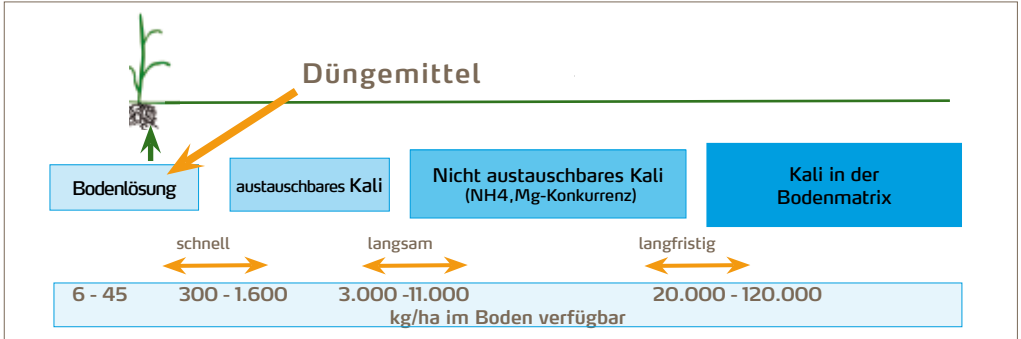 Düngemittel
Bodenlösung
austauschbares Kali
Nicht austauschbares Kali
(NH4,Mg-Konkurrenz)
Kali in der
Bodenmatrix
schnell
langsam
langfristig
6 - 45
300 - 1.600
3.000 -11.000
20.000 - 120.000
kg/ha im Boden verfügbar